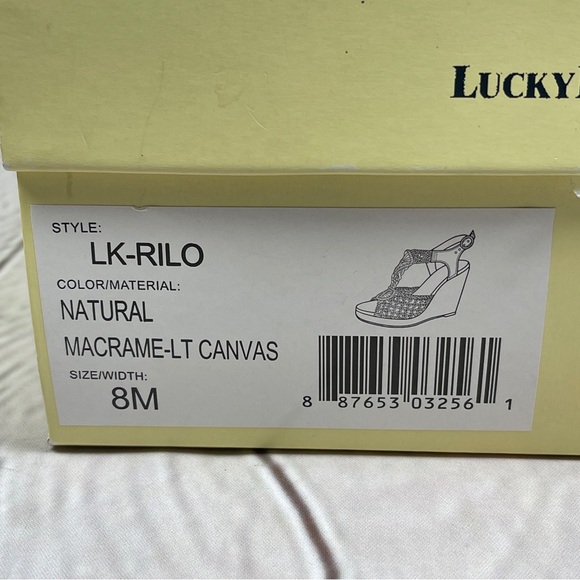 LUCKY
STYLE:
LK-RILO
COLOR/MATERIAL:
NATURAL
MACRAME-LT CANVAS
SIZE/WIDTH:
8M
8 87653 03256 1